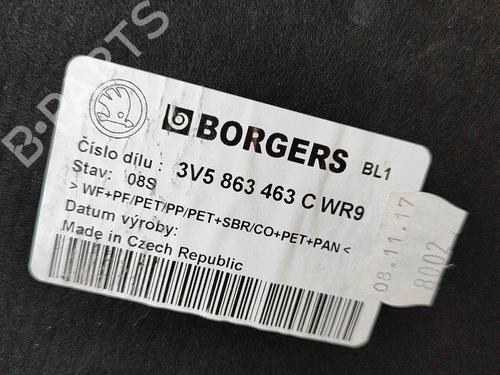 B-PARTS
BORGERS BL1
Číslo dílu : 3V5 863 463 C WR9
Stav: 08S
> WF+PF/PET/PP/PET+SBR/CO+PET+PAN <
Datum výroby:
Made in Czech Republic
08.11.17
8002